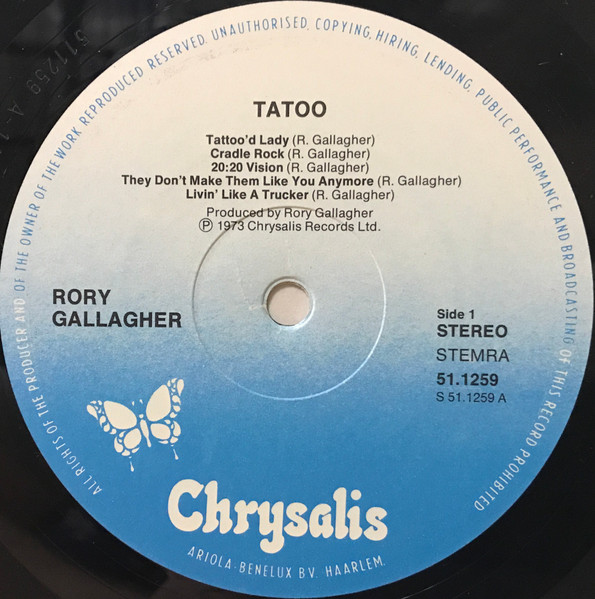 ALL RIGHTS OF THE PRODUCER AND OF THE OWNER OF THE WORK REPRODUCED RESERVED. UNAUTHORISED, COPYING, HIRING, LENDING, PUBLIC PERFORMANCE AND BROADCASTING OF THIS RECORD PROHIBITED
511259 A-1
TATOO
Tattoo'd Lady (R. Gallagher)
Cradle Rock (R. Gallagher)
20:20 Vision (R. Gallagher)
They Don't Make Them Like You Anymore (R. Gallagher)
Livin' Like A Trucker (R. Gallagher)
Produced by Rory Gallagher
Ⓟ 1973 Chrysalis Records Ltd.
RORY
GALLAGHER
Side 1
STEREO
STEMRA
51.1259
S 51.1259 A
Chrysalis
ARIOLA-BENELUX B.V. HAARLEM.